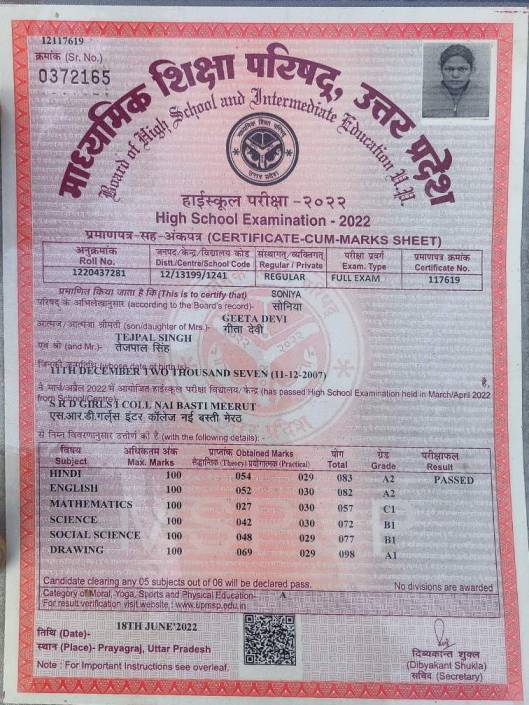 12117619
क्रमांक (Sr. No.)
0372165
माध्यमिक शिक्षा परिषद्, उत्तर प्रदेश
Board of High School and Intermediate Education U.P.
हाईस्कूल परीक्षा -२०२२
High School Examination - 2022
प्रमाणपत्र-सह-अंकपत्र (CERTIFICATE-CUM-MARKS SHEET)
अनुक्रमांक जनपद/केन्द्र/विद्यालय कोड संस्थागत/व्यक्तिगत परीक्षा प्रवर्ग प्रमाणपत्र क्रमांक
Roll No. Distt./Centre/School Code Regular / Private Exam. Type Certificate No.
1220437281 12/13199/1241 REGULAR FULL EXAM 117619
प्रमाणित किया जाता है कि (This is to certify that) SONIYA
परिषद के अभिलेखानुसार (according to the Board's record)- सोनिया
GEETA DEVI
आत्मज/आत्मजा श्रीमती (son/daughter of Mrs.)- गीता देवी
TEJPAL SINGH
एवं श्री (and Mr.)- तेजपाल सिंह
11TH DECEMBER TWO THOUSAND SEVEN (11-12-2007)
है,
ने मार्च/अप्रैल 2022 में आयोजित हाईस्कूल परीक्षा विद्यालय/केन्द्र (has passed High School Examination held in March/April 2022
from School/Centre)-
S R D GIRLS I COLL NAI BASTI MEERUT
एस.आर.डी.गर्ल्स इंटर कॉलेज नई बस्ती मेरठ
से निम्न विवरणानुसार उत्तीर्ण की है (with the following details): -
विषय अधिकतम अंक प्राप्तांक Obtained Marks योग ग्रेड परीक्षाफल
Subject Max. Marks सैद्धान्तिक (Theory) प्रयोगात्मक (Practical) Total Grade Result
HINDI 100 054 029 083 A2 PASSED
ENGLISH 100 052 030 082 A2
MATHEMATICS 100 027 030 057 C1
SCIENCE 100 042 030 072 B1
SOCIAL SCIENCE 100 048 029 077 B1
DRAWING 100 069 029 098 A1
Candidate clearing any 05 subjects out of 06 will be declared pass. No divisions are awarded
Category of Moral, Yoga, Sports and Physical Education- A
For result verification visit website : www.upmsp.edu.in
18TH JUNE'2022
तिथि (Date)-
स्थान (Place)- Prayagraj, Uttar Pradesh
Note : For Important Instructions see overleaf.
दिब्यकान्त शुक्ल
(Dibyakant Shukla)
सचिव (Secretary)